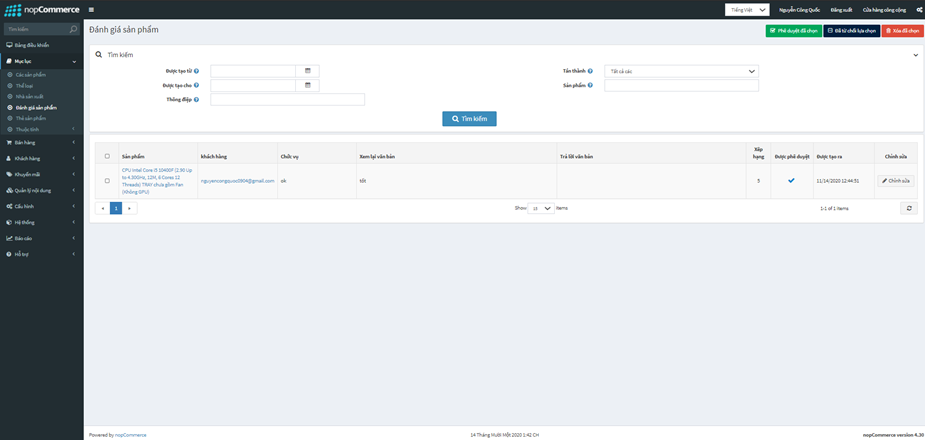 nopCommerce
Tiếng Việt
Nguyễn Công Quốc
Đăng xuất
Cửa hàng công cộng
Tìm kiếm
Bảng điều khiển
Mục lục
Các sản phẩm
Thể loại
Nhà sản xuất
Đánh giá sản phẩm
Thẻ sản phẩm
Thuộc tính
Bán hàng
Khách hàng
Khuyến mãi
Quản lý nội dung
Cấu hình
Hệ thống
Báo cáo
Hỗ trợ
Đánh giá sản phẩm
Phê duyệt đã chọn
Đã từ chối lựa chọn
Xóa đã chọn
Tìm kiếm
Được tạo từ
Tán thành
Tất cả các
Được tạo cho
Sản phẩm
Thông điệp
Tìm kiếm
Sản phẩm
khách hàng
Chức vụ
Xem lại văn bản
Trả lời văn bản
Xếp
hạng
Được phê duyệt
Được tạo ra
Chỉnh sửa
CPU Intel Core i5 10400F (2.90 Up
to 4.30GHz, 12M, 6 Cores 12
Threads) TRAY chưa gồm Fan
(Không GPU)
nguyencongquoc0904@gmail.com
ok
tốt
5
11/14/2020 12:44:51
Chỉnh sửa
«
1
»
Show 15 items
1-1 of 1 items
Powered by nopCommerce
14 Tháng Mười Một 2020 1:42 CH
nopCommerce version 4.30